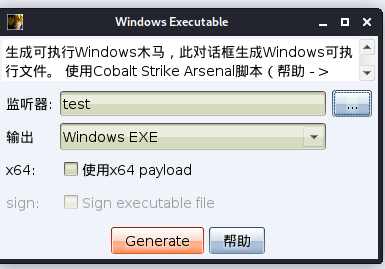 Windows Executable
生成可执行Windows木马，此对话框生成Windows可执
行文件。 使用Cobalt Strike Arsenal脚本（帮助 ->
监听器: test ...
输出 Windows EXE
x64: 使用x64 payload
sign: Sign executable file
Generate 帮助